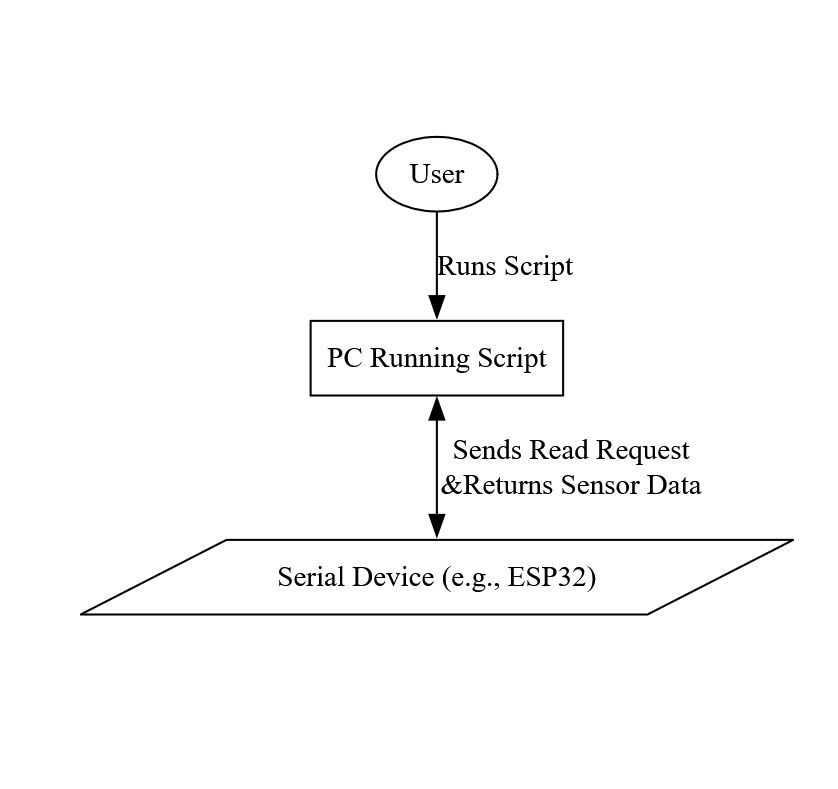 User
Runs Script
PC Running Script
Sends Read Request
&Returns Sensor Data
Serial Device (e.g., ESP32)